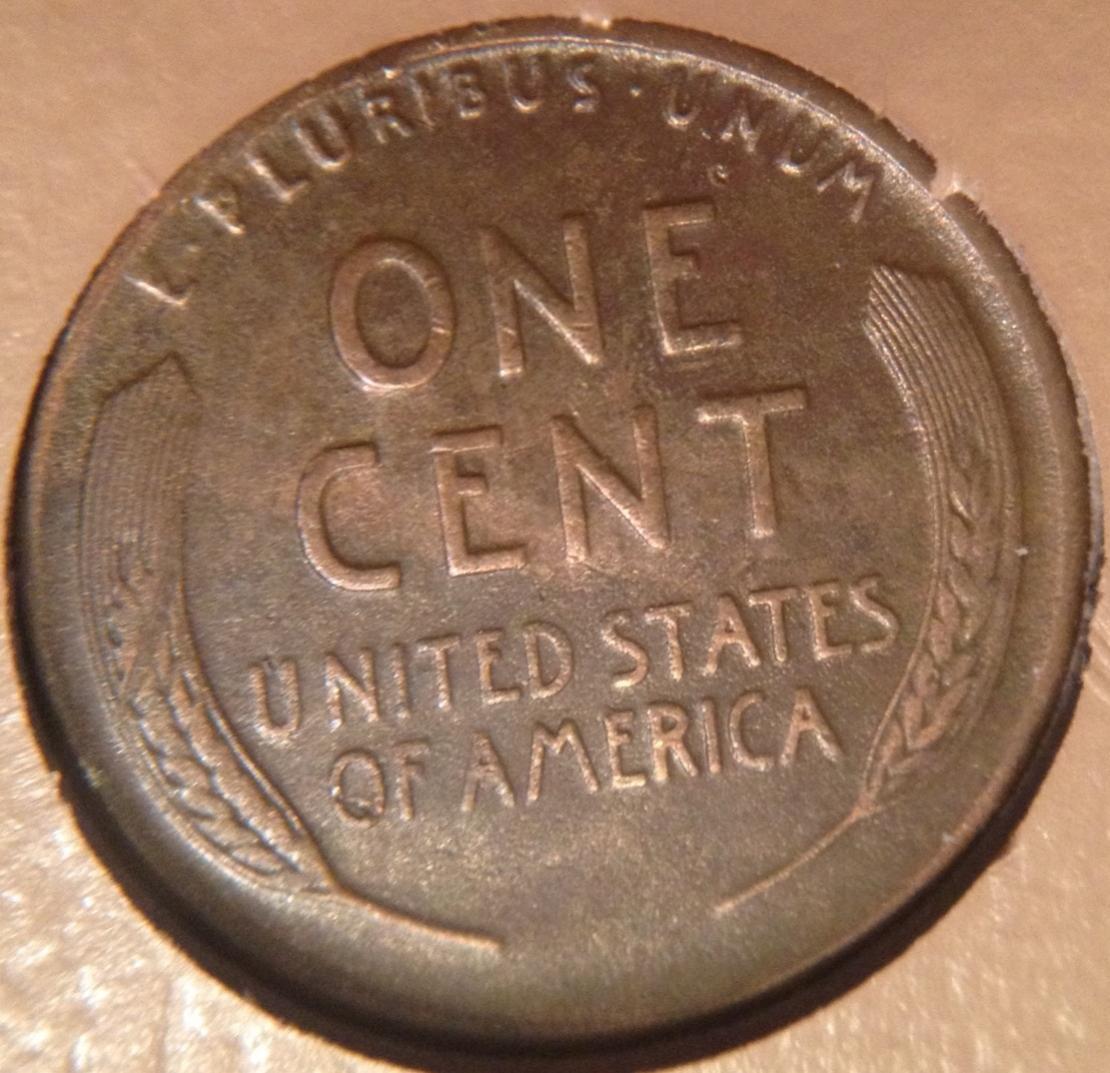 E · PLURIBUS · UNUM
ONE
CENT
UNITED STATES
OF AMERICA